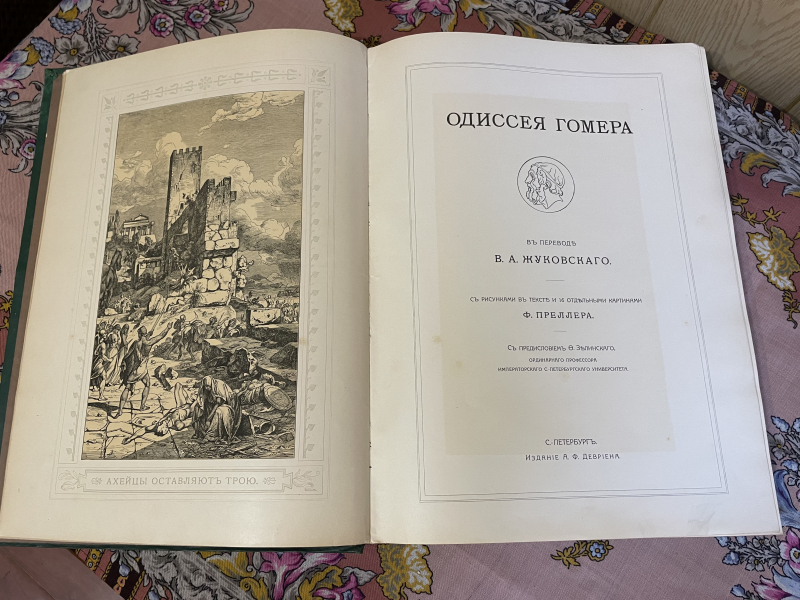 АХЕЙЦЫ ОСТАВЛЯЮТЪ ТРОЮ.
ОДИССЕЯ ГОМЕРА
ВЪ ПЕРЕВОДѢ
В. А. ЖУКОВСКАГО.
СЪ РИСУНКАМИ ВЪ ТЕКСТѢ И 16 ОТДѢЛЬНЫМИ КАРТИНАМИ
Ф. ПРЕЛЛЕРА.
СЪ ПРЕДИСЛОВІЕМЪ Ѳ. ЗѢЛИНСКАГО,
ОРДИНАРНАГО ПРОФЕССОРА
ИМПЕРАТОРСКАГО С.-ПЕТЕРБУРГСКАГО УНИВЕРСИТЕТА.
С.-ПЕТЕРБУРГЪ.
ИЗДАНІЕ А. Ф. ДЕВРІЕНА.